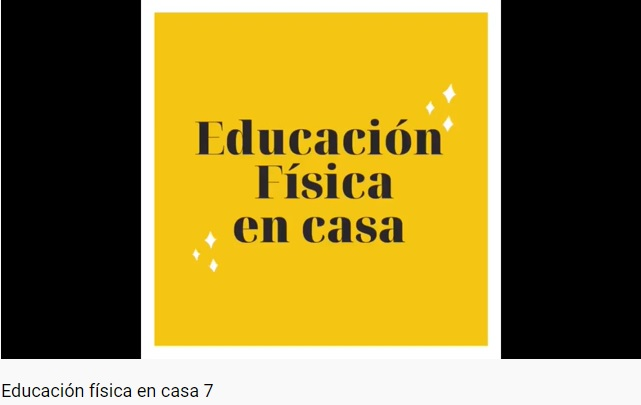 Educación
Física
en casa
Educación física en casa 7